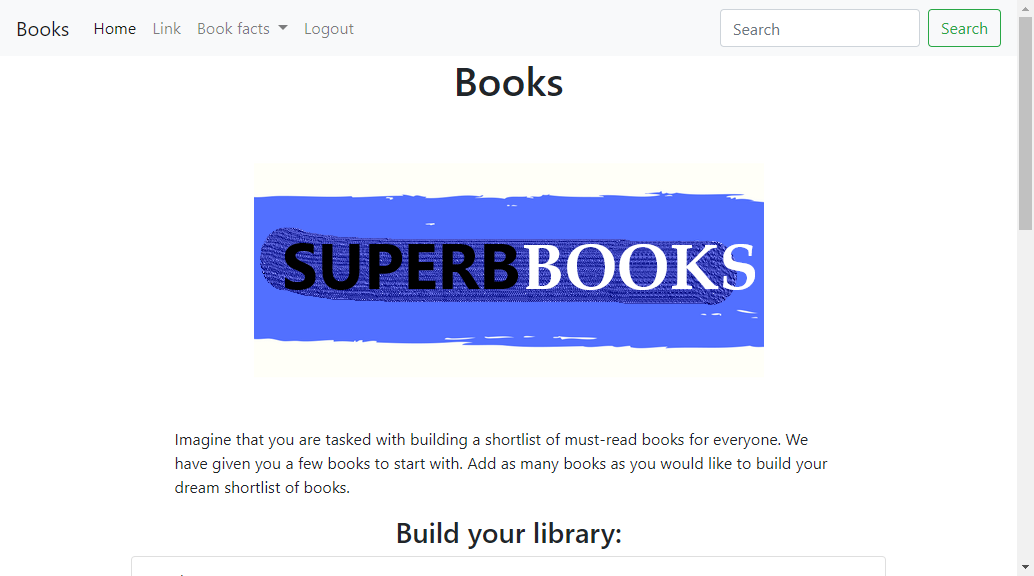 Books Home Link Book facts Logout Search Search
Books
SUPERBBOOKS
Imagine that you are tasked with building a shortlist of must-read books for everyone. We
have given you a few books to start with. Add as many books as you would like to build your
dream shortlist of books.
Build your library: